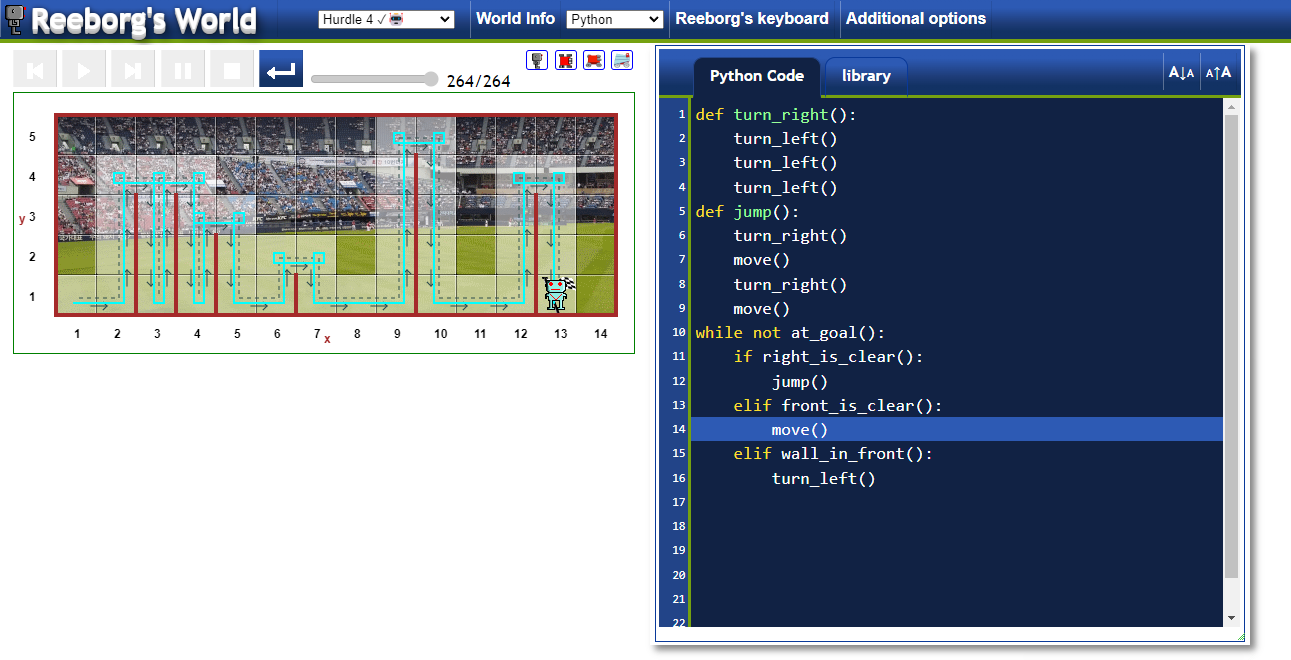 Reeborg's World
Hurdle 4 ✓
World Info
Python
Reeborg's keyboard
Additional options
264/264
5
4
y 3
2
1
1 2 3 4 5 6 7 x 8 9 10 11 12 13 14
Python Code
library
A↓A
A↑A
1 def turn_right():
2     turn_left()
3     turn_left()
4     turn_left()
5 def jump():
6     turn_right()
7     move()
8     turn_right()
9     move()
10 while not at_goal():
11     if right_is_clear():
12         jump()
13     elif front_is_clear():
14         move()
15     elif wall_in_front():
16         turn_left()
17
18
19
20
21
22